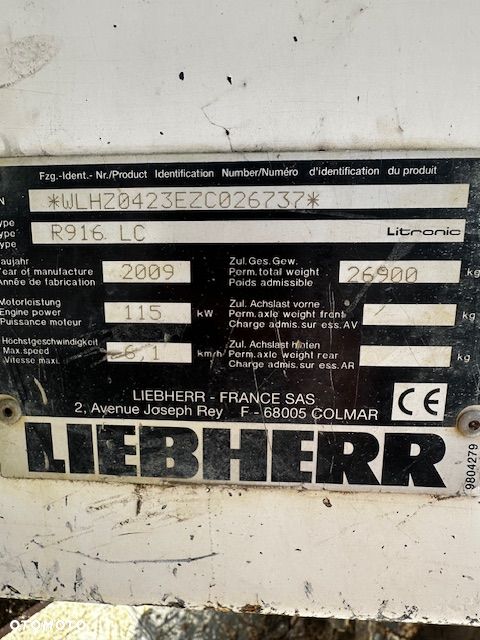 Fzg.-Ident.- Nr./Product Identification Number/Numéro d'identification du produit
*WLHZ0423EZC026737*
R916 LC Litronic
Year of manufacture 2009 Zul. Ges. Gew. Perm. total weight Poids admissible 26900 kg
Année de fabrication
Motorleistung
Engine power 115 kW
Puissance moteur
Zul. Achslast vorne
Perm. axle weight front kg
Charge admis. sur ess. AV
Höchstgeschwindigkeit
Max. speed 6,1 km/h
Vitesse maxi.
Zul. Achslast hinten
Perm. axle weight rear kg
Charge admis. sur ess. AR
LIEBHERR - FRANCE SAS
2, Avenue Joseph Rey F - 68005 COLMAR
CE
LIEBHERR
9804279
OTOMOTO